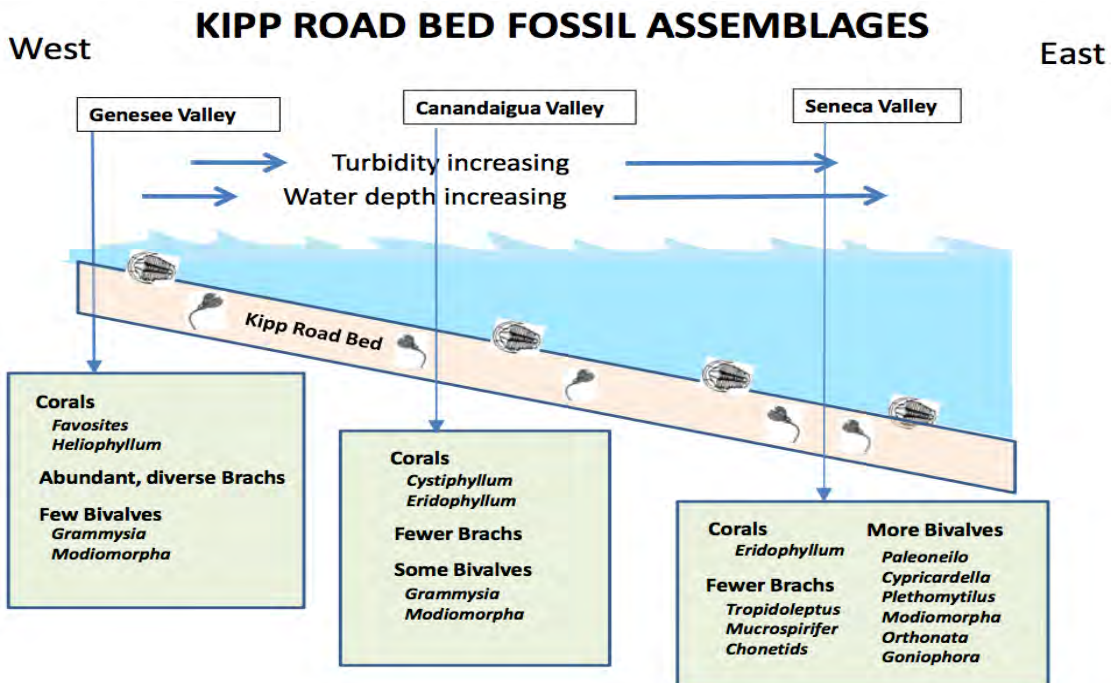 KIPP ROAD BED FOSSIL ASSEMBLAGES
West
East
Genesee Valley
Canandaigua Valley
Seneca Valley
Turbidity increasing
Water depth increasing
Kipp Road Bed
Corals
Favosites
Heliophyllum
Abundant, diverse Brachs
Few Bivalves
Grammysia
Modiomorpha
Corals
Cystiphyllum
Eridophyllum
Fewer Brachs
Some Bivalves
Grammysia
Modiomorpha
Corals
Eridophyllum
Fewer Brachs
Tropidoleptus
Mucrospirifer
Chonetids
More Bivalves
Paleoneilo
Cypricardella
Plethomytilus
Modiomorpha
Orthonata
Goniophora